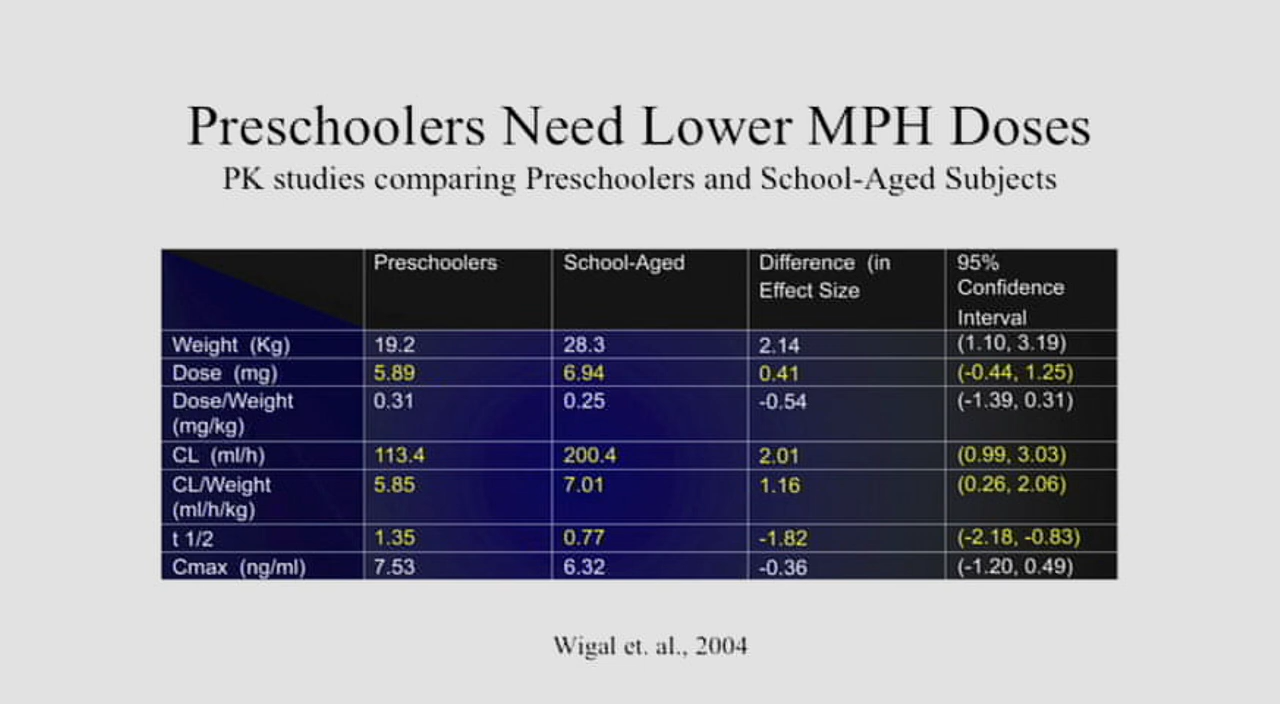 Preschoolers Need Lower MPH Doses
PK studies comparing Preschoolers and School-Aged Subjects
Preschoolers School-Aged Difference (in Effect Size 95% Confidence Interval
Weight (Kg) 19.2 28.3 2.14 (1.10, 3.19)
Dose (mg) 5.89 6.94 0.41 (-0.44, 1.25)
Dose/Weight (mg/kg) 0.31 0.25 -0.54 (-1.39, 0.31)
CL (ml/h) 113.4 200.4 2.01 (0.99, 3.03)
CL/Weight (ml/h/kg) 5.85 7.01 1.16 (0.26, 2.06)
t 1/2 1.35 0.77 -1.82 (-2.18, -0.83)
Cmax (ng/ml) 7.53 6.32 -0.36 (-1.20, 0.49)
Wigal et. al., 2004